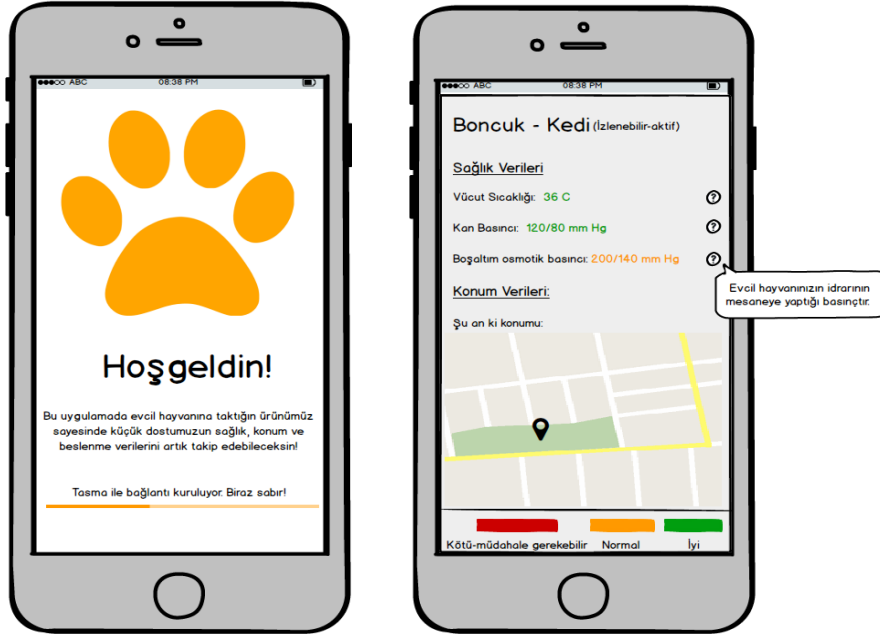 ABC 08:38 PM
Hoşgeldin!
Bu uygulamada evcil hayvanına taktığın ürünümüz
sayesinde küçük dostumuzun sağlık, konum ve
beslenme verilerini artık takip edebileceksin!
Tasma ile bağlantı kuruluyor. Biraz sabır!
ABC 08:38 PM
Boncuk - Kedi (İzlenebilir-aktif)
Sağlık Verileri
Vücut Sıcaklığı: 36 C ?
Kan Basıncı: 120/80 mm Hg ?
Boşaltım osmotik basıncı: 200/140 mm Hg ?
Evcil hayvanınızın idrarının
mesaneye yaptığı basınçtır.
Konum Verileri:
Şu an ki konumu:
Kötü-müdahale gerekebilir Normal İyi